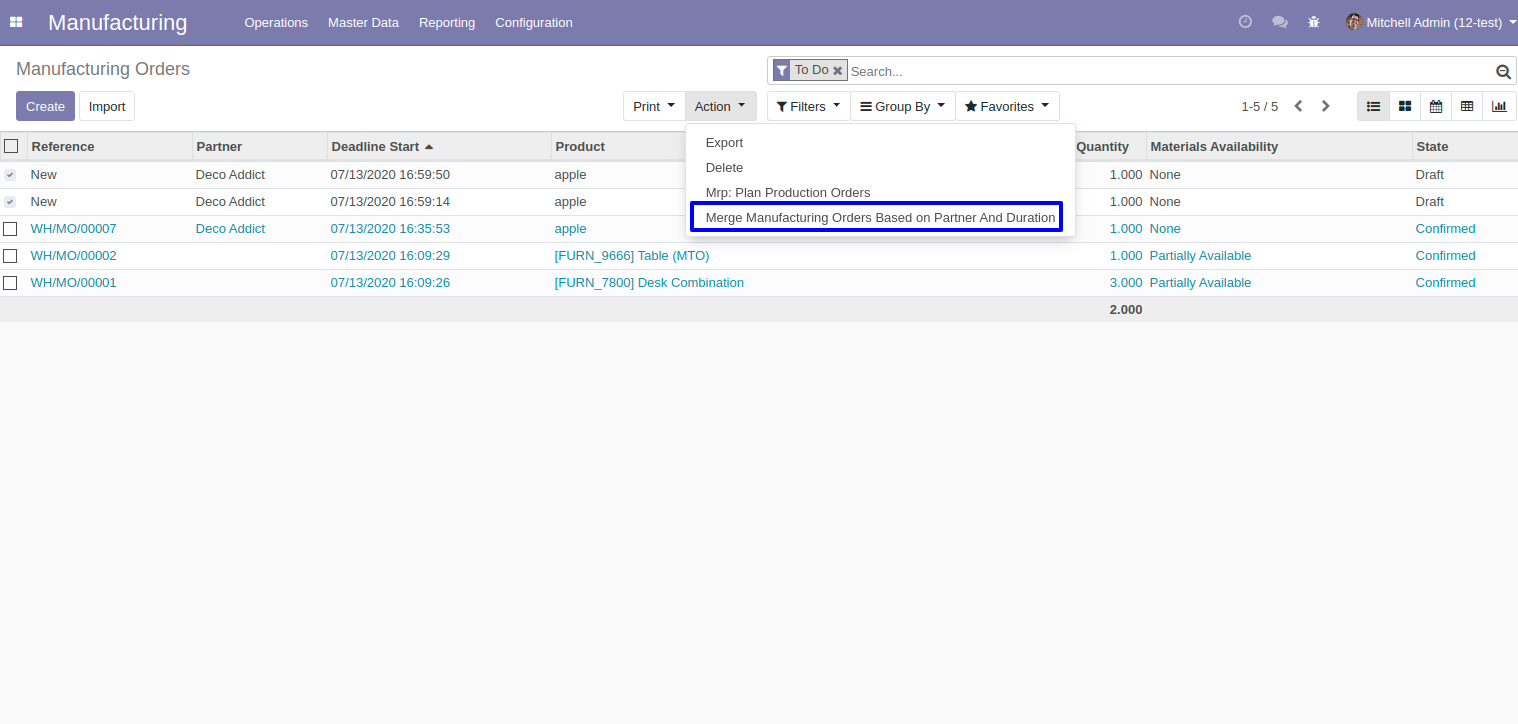 Manufacturing Operations Master Data Reporting Configuration Mitchell Admin (12-test)
Manufacturing Orders To Do Search...
Create Import Print Action Filters Group By Favorites 1-5 / 5
Export
Delete
Mrp: Plan Production Orders
Merge Manufacturing Orders Based on Partner And Duration
Reference Partner Deadline Start Product Quantity Materials Availability State
New Deco Addict 07/13/2020 16:59:50 apple 1.000 None Draft
New Deco Addict 07/13/2020 16:59:14 apple 1.000 None Draft
WH/MO/00007 Deco Addict 07/13/2020 16:35:53 apple 1.000 None Confirmed
WH/MO/00002 07/13/2020 16:09:29 [FURN_9666] Table (MTO) 1.000 Partially Available Confirmed
WH/MO/00001 07/13/2020 16:09:26 [FURN_7800] Desk Combination 3.000 Partially Available Confirmed
2.000